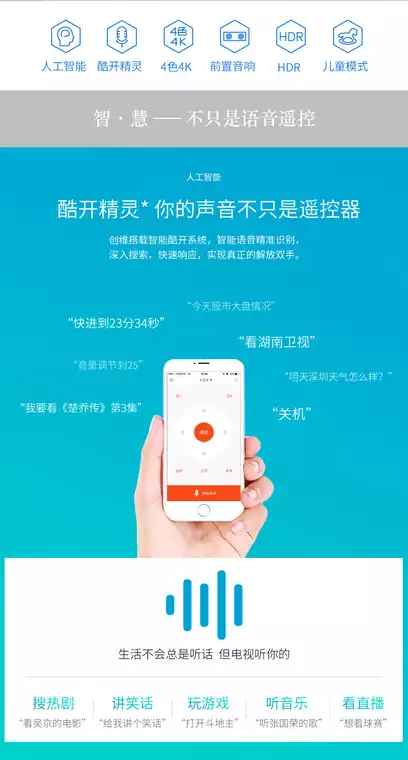 4色
4K
HDR
人工智能 酷开精灵 4色4K 前置音响 HDR 儿童模式
智·慧——不只是语音遥控
人工智能
酷开精灵* 你的声音不只是遥控器
创维搭载智能酷开系统，智能语音精准识别，
深入搜索，快速响应，实现真正的解放双手。
“今天股市大盘情况”
“快进到23分34秒”
“看湖南卫视”
“音量调节到25”
“明天深圳天气怎么样？”
“我要看《楚乔传》第3集”
“关机”
生活不会总是听话 但电视听你的
搜热剧 讲笑话 玩游戏 听音乐 看直播
“看吴京的电影” “给我讲个笑话” “打开斗地主” “听张国荣的歌” “想看球赛”